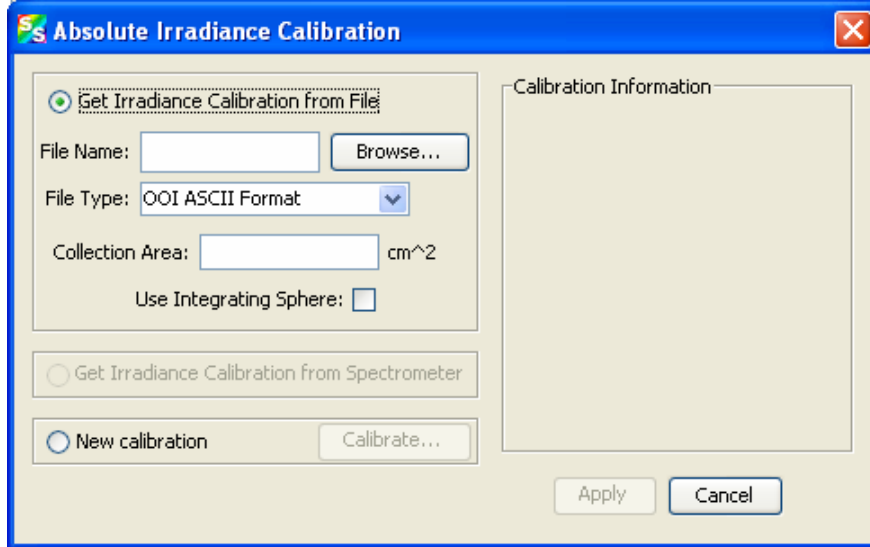 SS Absolute Irradiance Calibration
Get Irradiance Calibration from File
File Name:
Browse...
File Type: OOI ASCII Format
Collection Area:
cm^2
Use Integrating Sphere:
Get Irradiance Calibration from Spectrometer
New calibration
Calibrate...
Calibration Information
Apply
Cancel